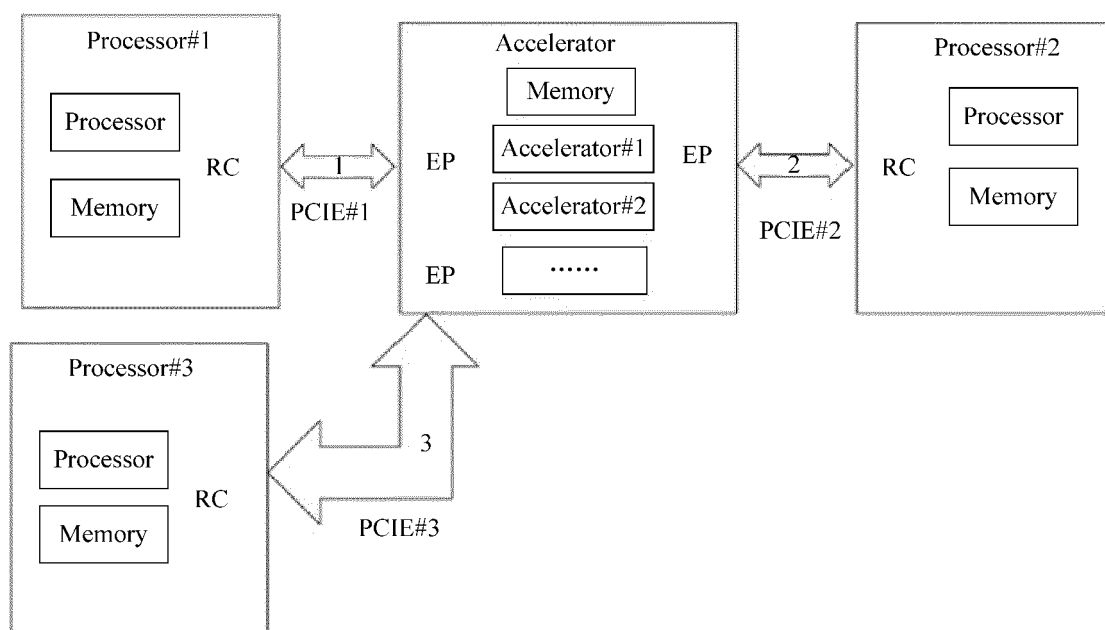 Processor#1
Processor
Memory
RC
1
PCIE#1
Accelerator
Memory
Accelerator#1
Accelerator#2
......
EP
EP
EP
2
PCIE#2
Processor#2
Processor
Memory
RC
Processor#3
Processor
Memory
RC
3
PCIE#3